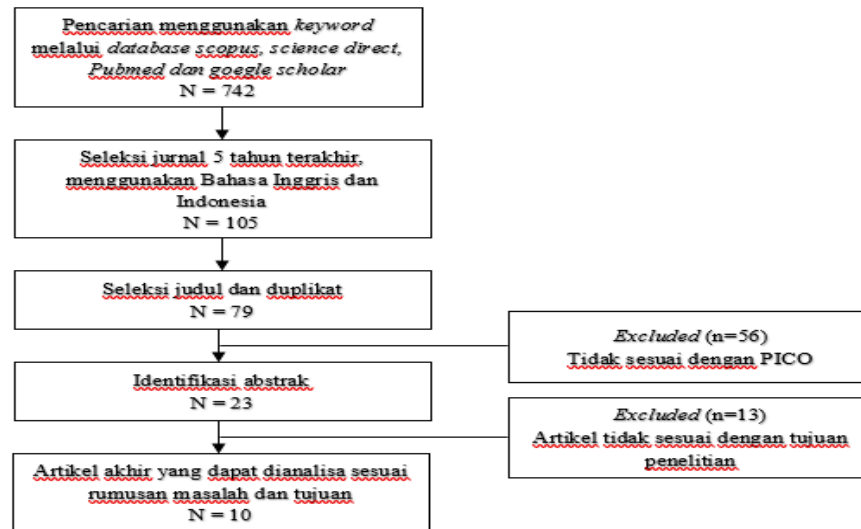 Pencarian menggunakan keyword
melalui database scopus, science direct,
Pubmed dan goegle scholar
N = 742
Seleksi jurnal 5 tahun terakhir,
menggunakan Bahasa Inggris dan
Indonesia
N = 105
Seleksi judul dan duplikat
N = 79
Excluded (n=56)
Tidak sesuai dengan PICO
Identifikasi abstrak
N = 23
Excluded (n=13)
Artikel tidak sesuai dengan tujuan
penelitian
Artikel akhir yang dapat dianalisa sesuai
rumusan masalah dan tujuan
N = 10